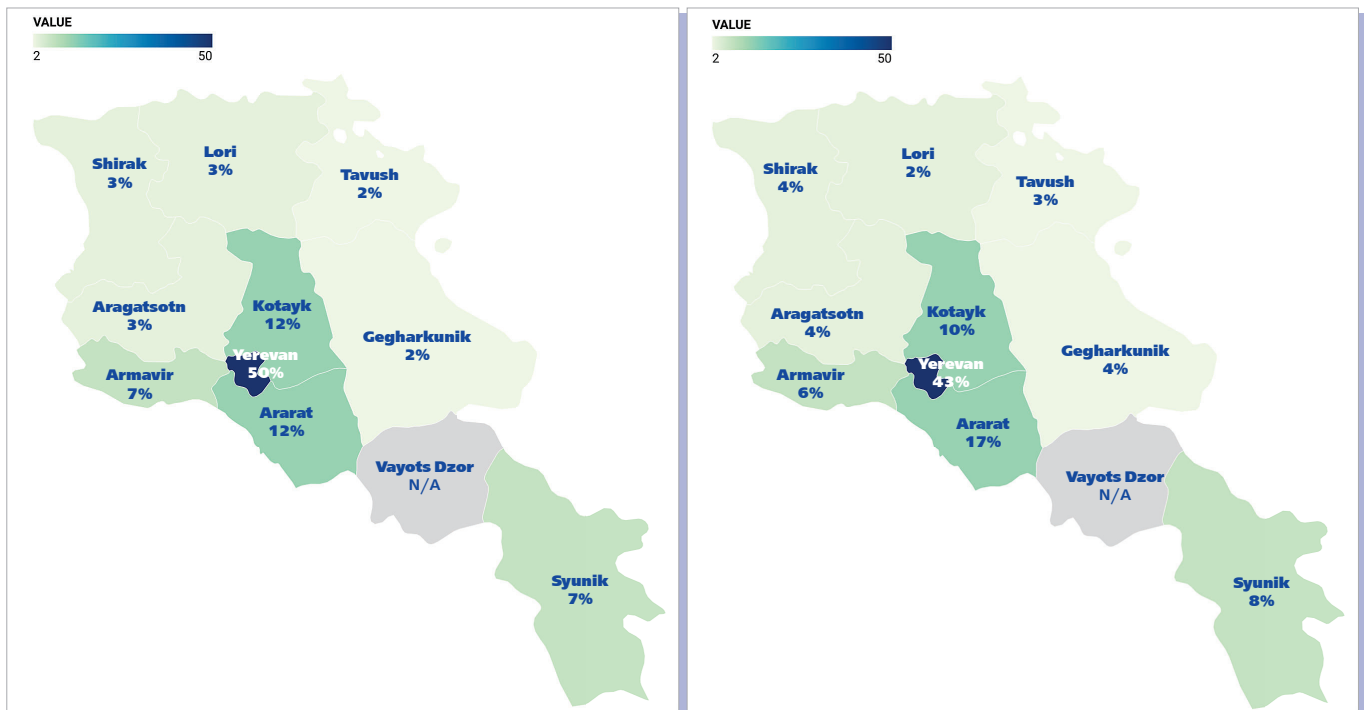 VALUE
2 50
Shirak
3%
Lori
3%
Tavush
2%
Aragatsotn
3%
Kotayk
12%
Gegharkunik
2%
Yerevan
50%
Armavir
7%
Ararat
12%
Vayots Dzor
N/A
Syunik
7%
VALUE
2 50
Shirak
4%
Lori
2%
Tavush
3%
Aragatsotn
4%
Kotayk
10%
Gegharkunik
4%
Yerevan
43%
Armavir
6%
Ararat
17%
Vayots Dzor
N/A
Syunik
8%